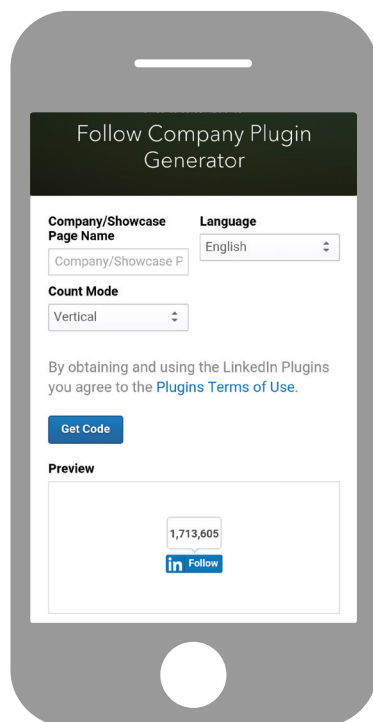 Follow Company Plugin
Generator
Company/Showcase
Page Name
Language
Company/Showcase P
English
Count Mode
Vertical
By obtaining and using the LinkedIn Plugins
you agree to the Plugins Terms of Use.
Get Code
Preview
1,713,605
in Follow